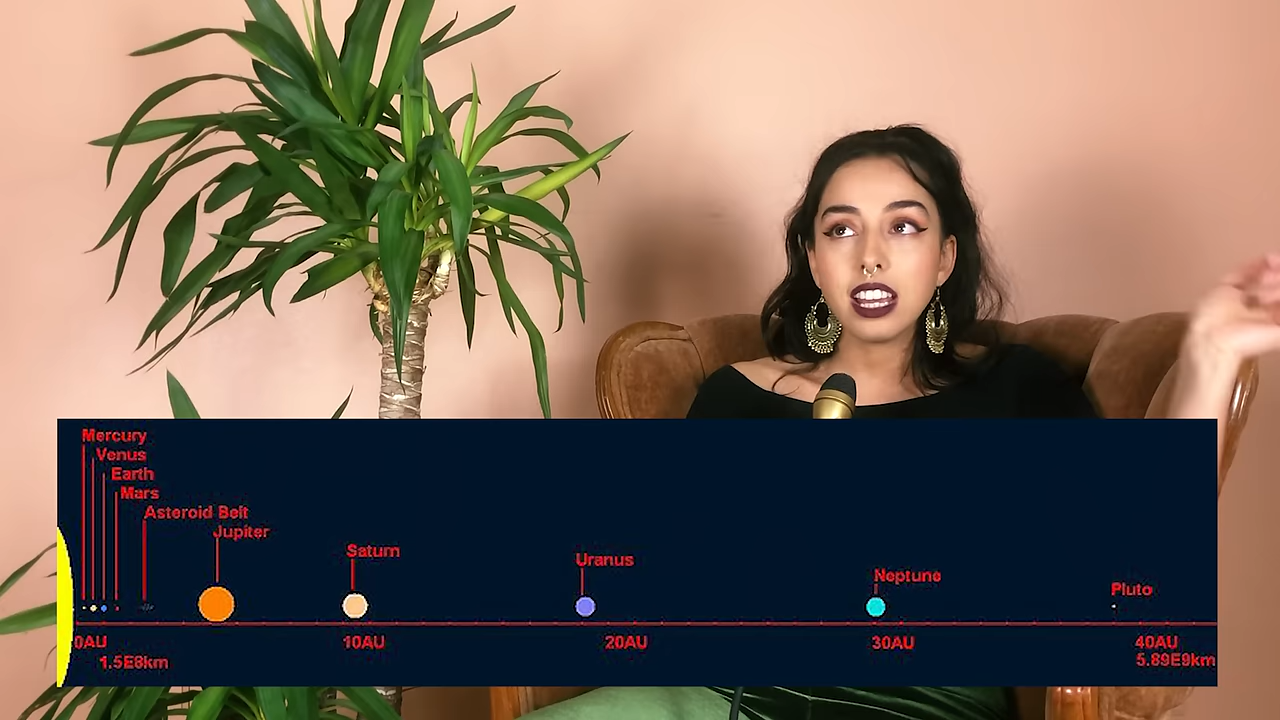 Mercury
Venus
Earth
Mars
Asteroid Belt
Jupiter
Saturn
Uranus
Neptune
Pluto
0AU 10AU 20AU 30AU 40AU
1.5E8km 5.89E9km